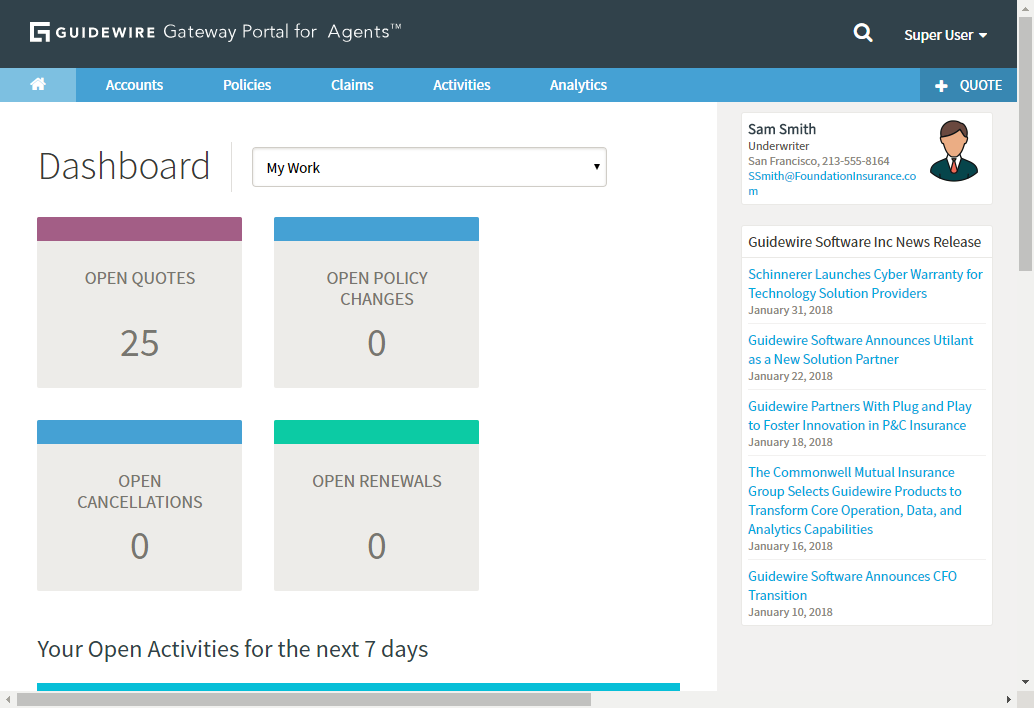 GUIDEWIRE Gateway Portal for Agents™
Super User
Accounts
Policies
Claims
Activities
Analytics
QUOTE
Dashboard
My Work
OPEN QUOTES
25
OPEN POLICY
CHANGES
0
OPEN
CANCELLATIONS
0
OPEN RENEWALS
0
Your Open Activities for the next 7 days
Sam Smith
Underwriter
San Francisco, 213-555-8164
SSmith@FoundationInsurance.co
m
Guidewire Software Inc News Release
Schinnerer Launches Cyber Warranty for
Technology Solution Providers
January 31, 2018
Guidewire Software Announces Utilant
as a New Solution Partner
January 22, 2018
Guidewire Partners With Plug and Play
to Foster Innovation in P&C Insurance
January 18, 2018
The Commonwell Mutual Insurance
Group Selects Guidewire Products to
Transform Core Operation, Data, and
Analytics Capabilities
January 16, 2018
Guidewire Software Announces CFO
Transition
January 10, 2018